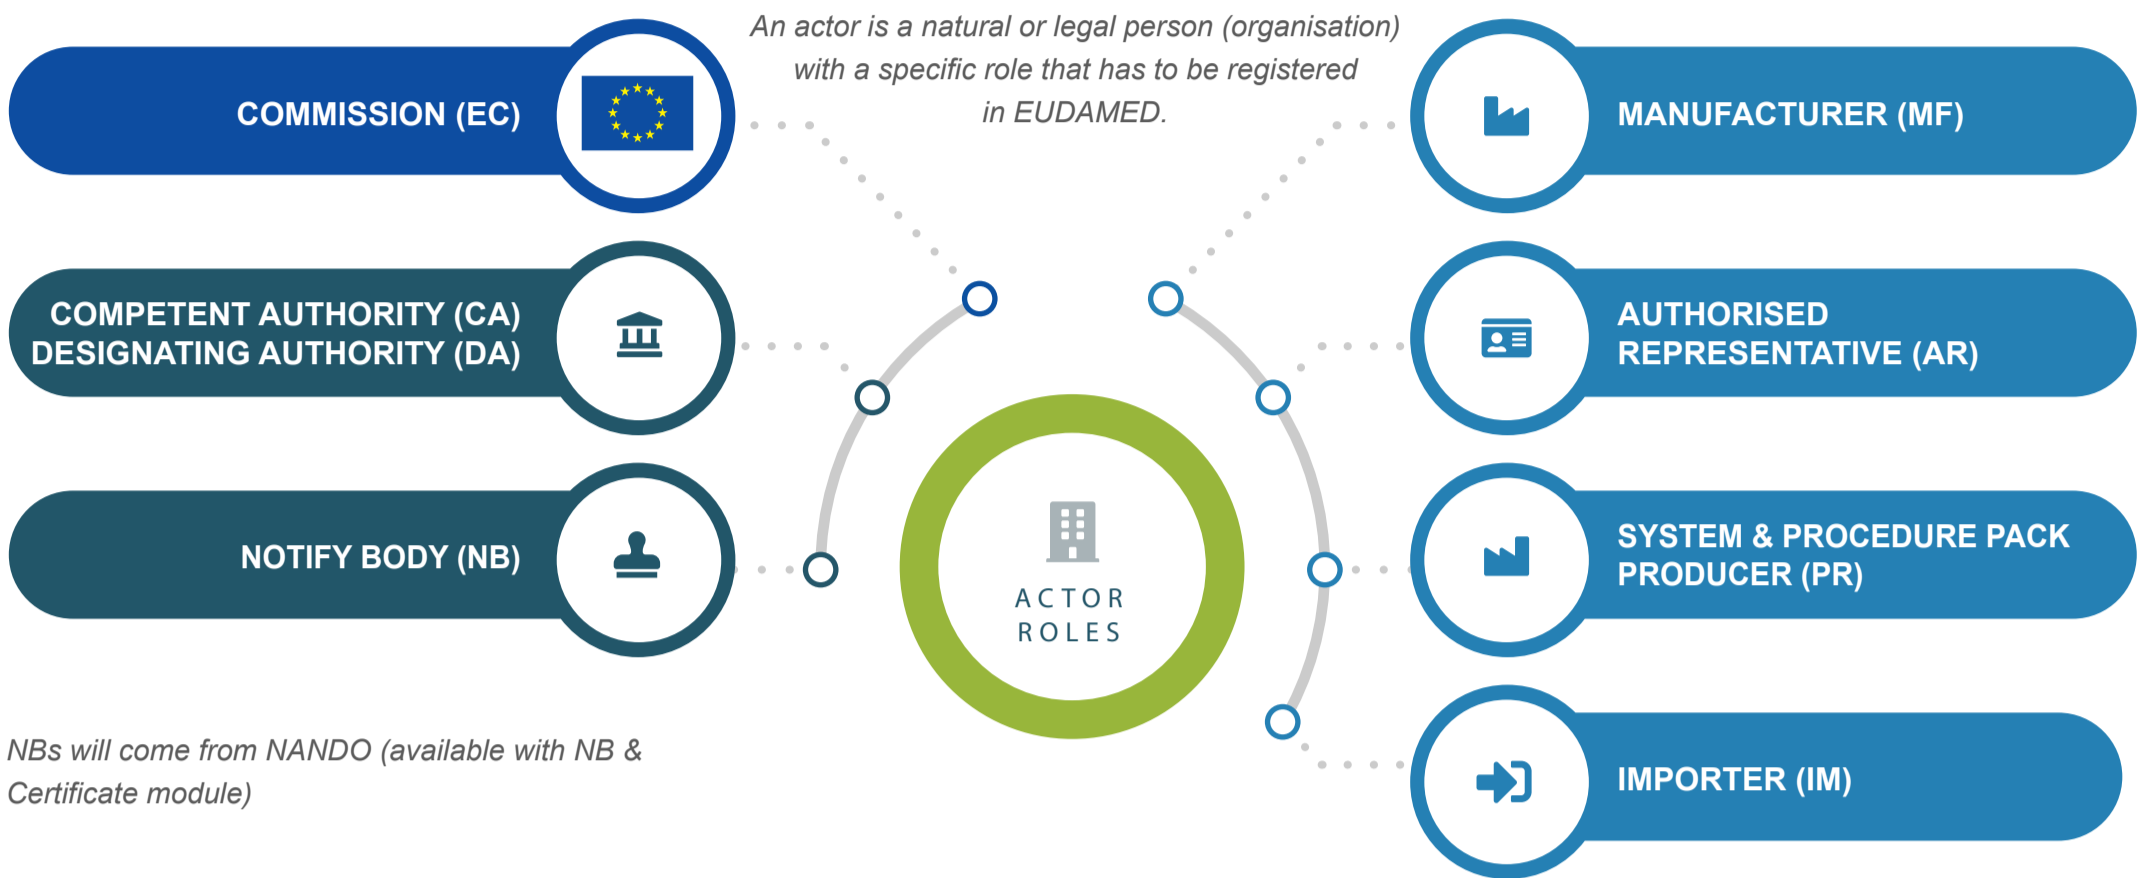 An actor is a natural or legal person (organisation)
with a specific role that has to be registered
in EUDAMED.
COMMISSION (EC)
COMPETENT AUTHORITY (CA)
DESIGNATING AUTHORITY (DA)
NOTIFY BODY (NB)
NBs will come from NANDO (available with NB &
Certificate module)
ACTOR
ROLES
MANUFACTURER (MF)
AUTHORISED
REPRESENTATIVE (AR)
SYSTEM & PROCEDURE PACK
PRODUCER (PR)
IMPORTER (IM)